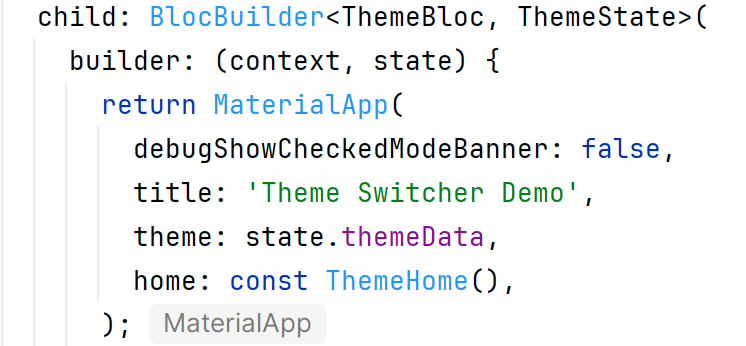 child: BlocBuilder<ThemeBloc, ThemeState>(
builder: (context, state) {
return MaterialApp(
debugShowCheckedModeBanner: false,
title: 'Theme Switcher Demo',
theme: state.themeData,
home: const ThemeHome(),
); MaterialApp